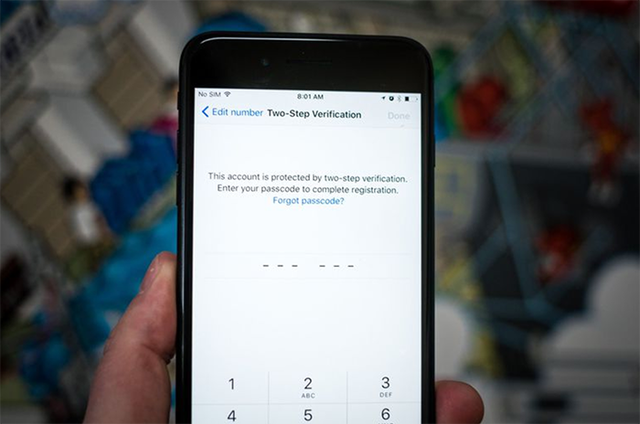 No SIM
8:01 AM
Edit number Two-Step Verification Done
This account is protected by two-step verification.
Enter your passcode to complete registration.
Forgot passcode?
1 2 3
ABC DEF
4 5 6